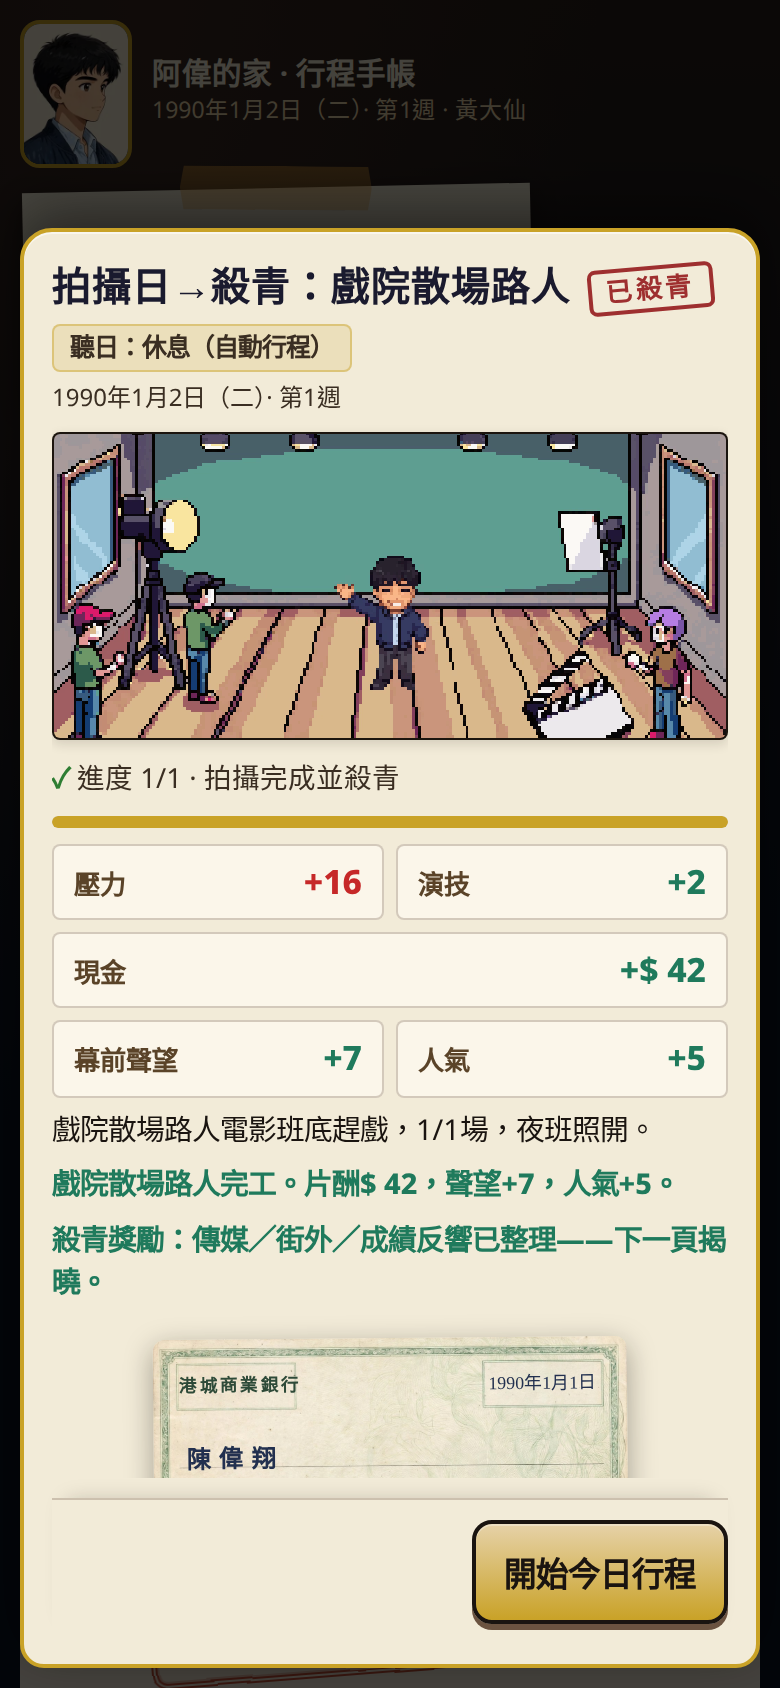 阿偉的家 · 行程手帳
1990年1月2日（二）· 第1週 · 黃大仙
拍攝日→殺青：戲院散場路人 已殺青
聽日：休息（自動行程）
1990年1月2日（二）· 第1週
✓進度 1/1 · 拍攝完成並殺青
壓力 +16 演技 +2
現金 +$ 42
幕前聲望 +7 人氣 +5
戲院散場路人電影班底趕戲，1/1場，夜班照開。
戲院散場路人完工。片酬$ 42，聲望+7，人氣+5。
殺青獎勵：傳媒／街外／成績反響已整理——下一頁揭
曉。
港城商業銀行 1990年1月1日
陳偉翔
開始今日行程